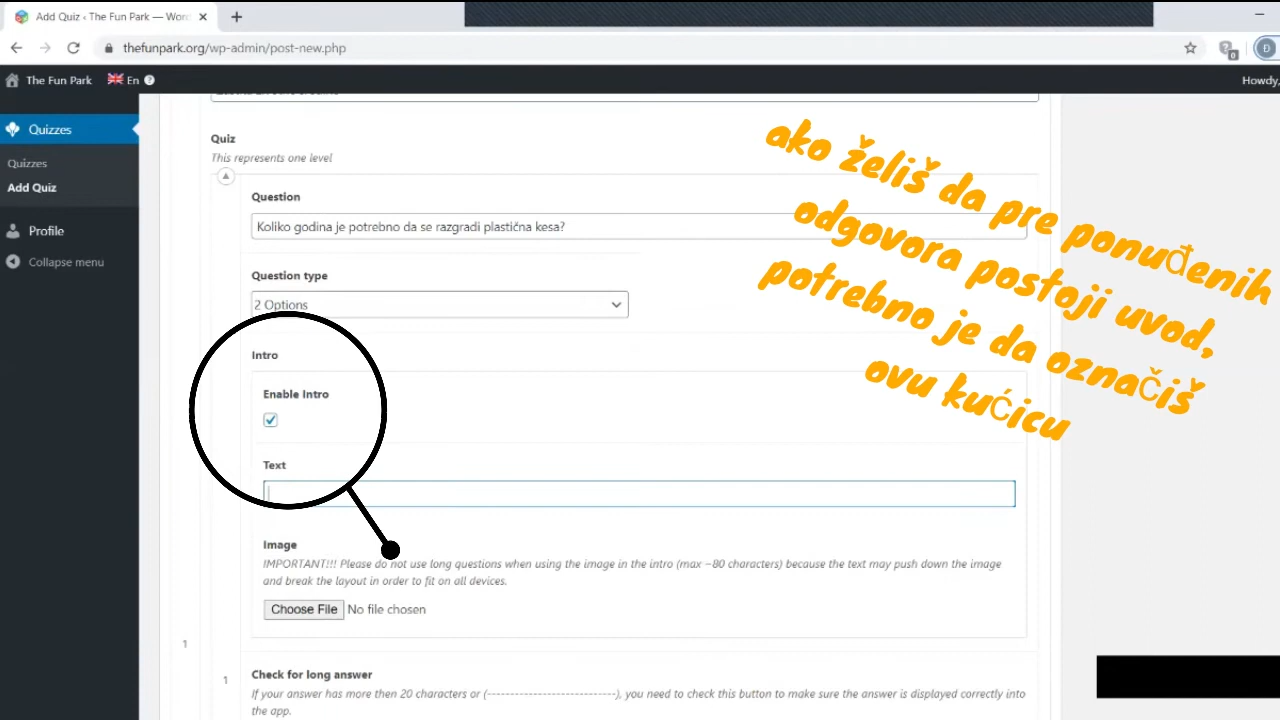 Add Quiz ‹ The Fun Park — Wor
thefunpark.org/wp-admin/post-new.php
The Fun Park En
Howdy,
Quizzes
Quizzes
Add Quiz
Profile
Collapse menu
Quiz
This represents one level
Question
Koliko godina je potrebno da se razgradi plastična kesa?
Question type
2 Options
Intro
Enable Intro
Text
Image
IMPORTANT!!! Please do not use long questions when using the image in the intro (max ~80 characters) because the text may push down the image
and break the layout in order to fit on all devices.
Choose File No file chosen
1
1
Check for long answer
If your answer has more then 20 characters or (-----------------------------), you need to check this button to make sure the answer is displayed correctly into
the app.
ako želiš da pre ponuđenih
odgovora postoji uvod,
potrebno je da označiš
ovu kućicu